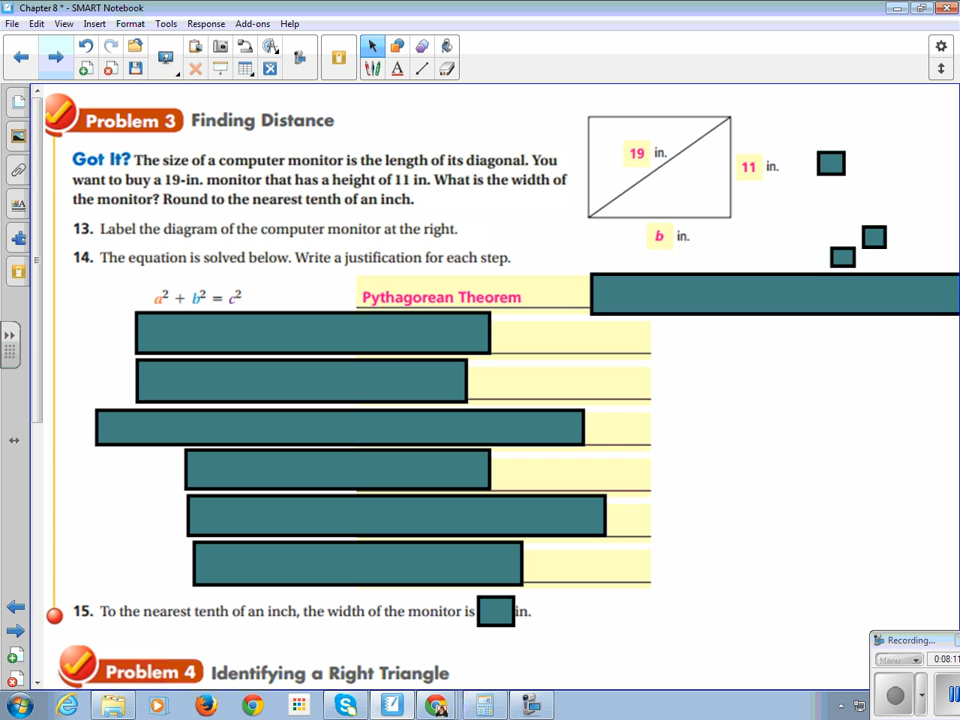 Chapter 8 * - SMART Notebook
File Edit View Insert Format Tools Response Add-ons Help
Problem 3 Finding Distance
Got It? The size of a computer monitor is the length of its diagonal. You
want to buy a 19-in. monitor that has a height of 11 in. What is the width of
the monitor? Round to the nearest tenth of an inch.
19 in.
11 in.
b in.
13. Label the diagram of the computer monitor at the right.
14. The equation is solved below. Write a justification for each step.
a² + b² = c² Pythagorean Theorem
15. To the nearest tenth of an inch, the width of the monitor is in.
Problem 4 Identifying a Right Triangle
Recording...
Menu
0:08:11